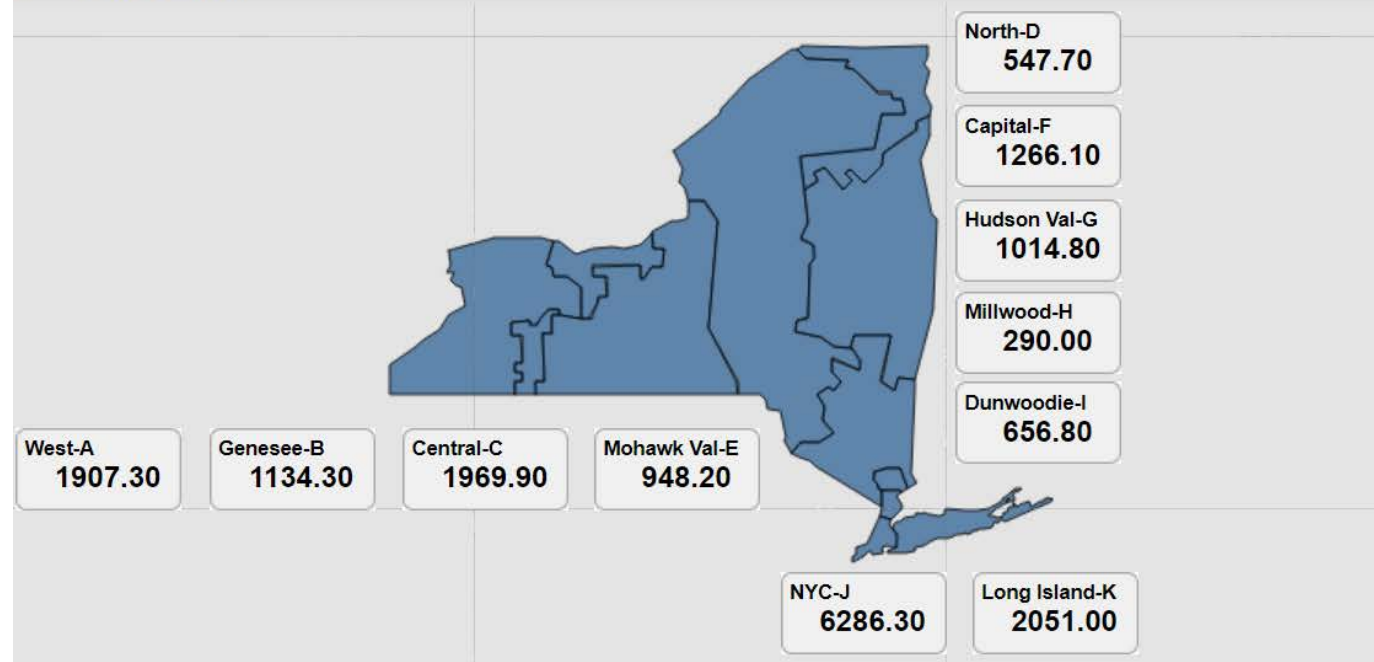 North-D
547.70
Capital-F
1266.10
Hudson Val-G
1014.80
Millwood-H
290.00
Dunwoodie-I
656.80
West-A
1907.30
Genesee-B
1134.30
Central-C
1969.90
Mohawk Val-E
948.20
NYC-J
6286.30
Long Island-K
2051.00